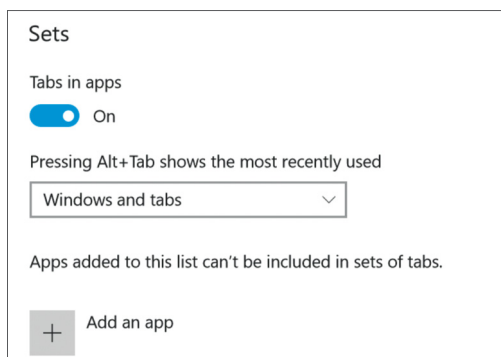 Sets
Tabs in apps
On
Pressing Alt+Tab shows the most recently used
Windows and tabs
Apps added to this list can't be included in sets of tabs.
Add an app